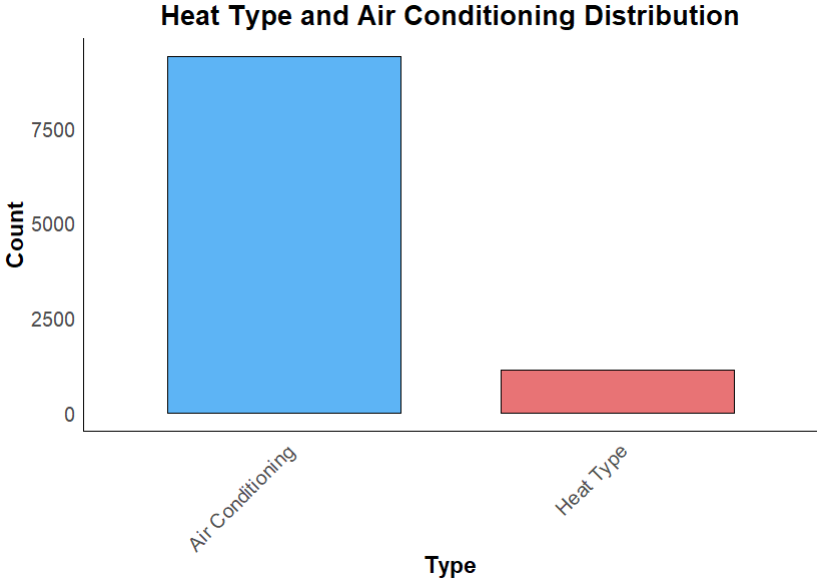 Heat Type and Air Conditioning Distribution
Count
7500
5000
2500
0
Air Conditioning
Heat Type
Type